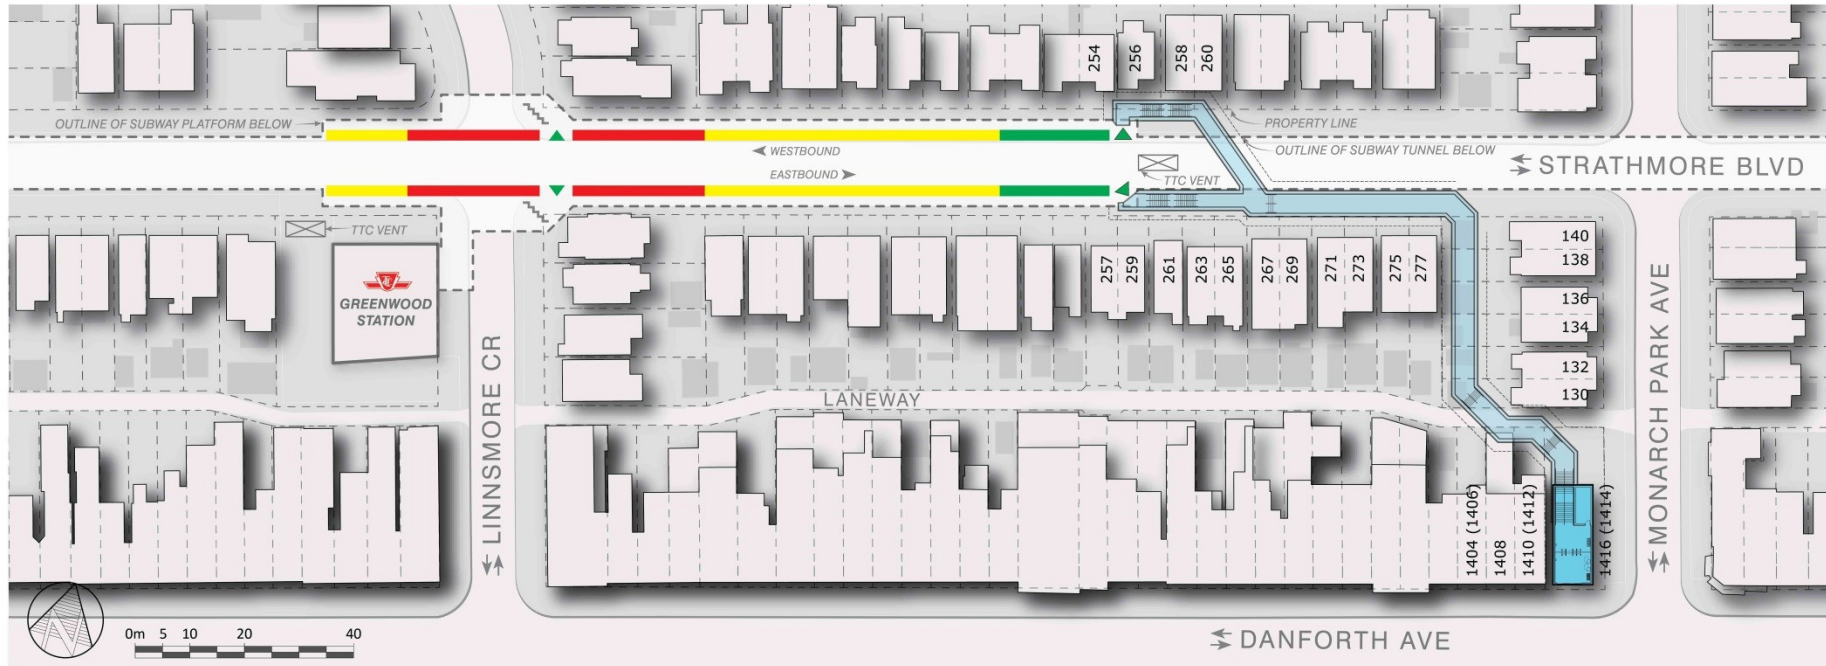 254
256
258
260
OUTLINE OF SUBWAY PLATFORM BELOW
PROPERTY LINE
WESTBOUND
OUTLINE OF SUBWAY TUNNEL BELOW
STRATHMORE BLVD
EASTBOUND
TTC VENT
TTC VENT
GREENWOOD
STATION
257
259
261
263
265
267
269
271
273
275
277
140
138
136
134
132
130
LANEWAY
LINNSMORE CR
MONARCH PARK AVE
1404 (1406)
1408
1410 (1412)
1416 (1414)
N
0m 5 10 20 40
DANFORTH AVE